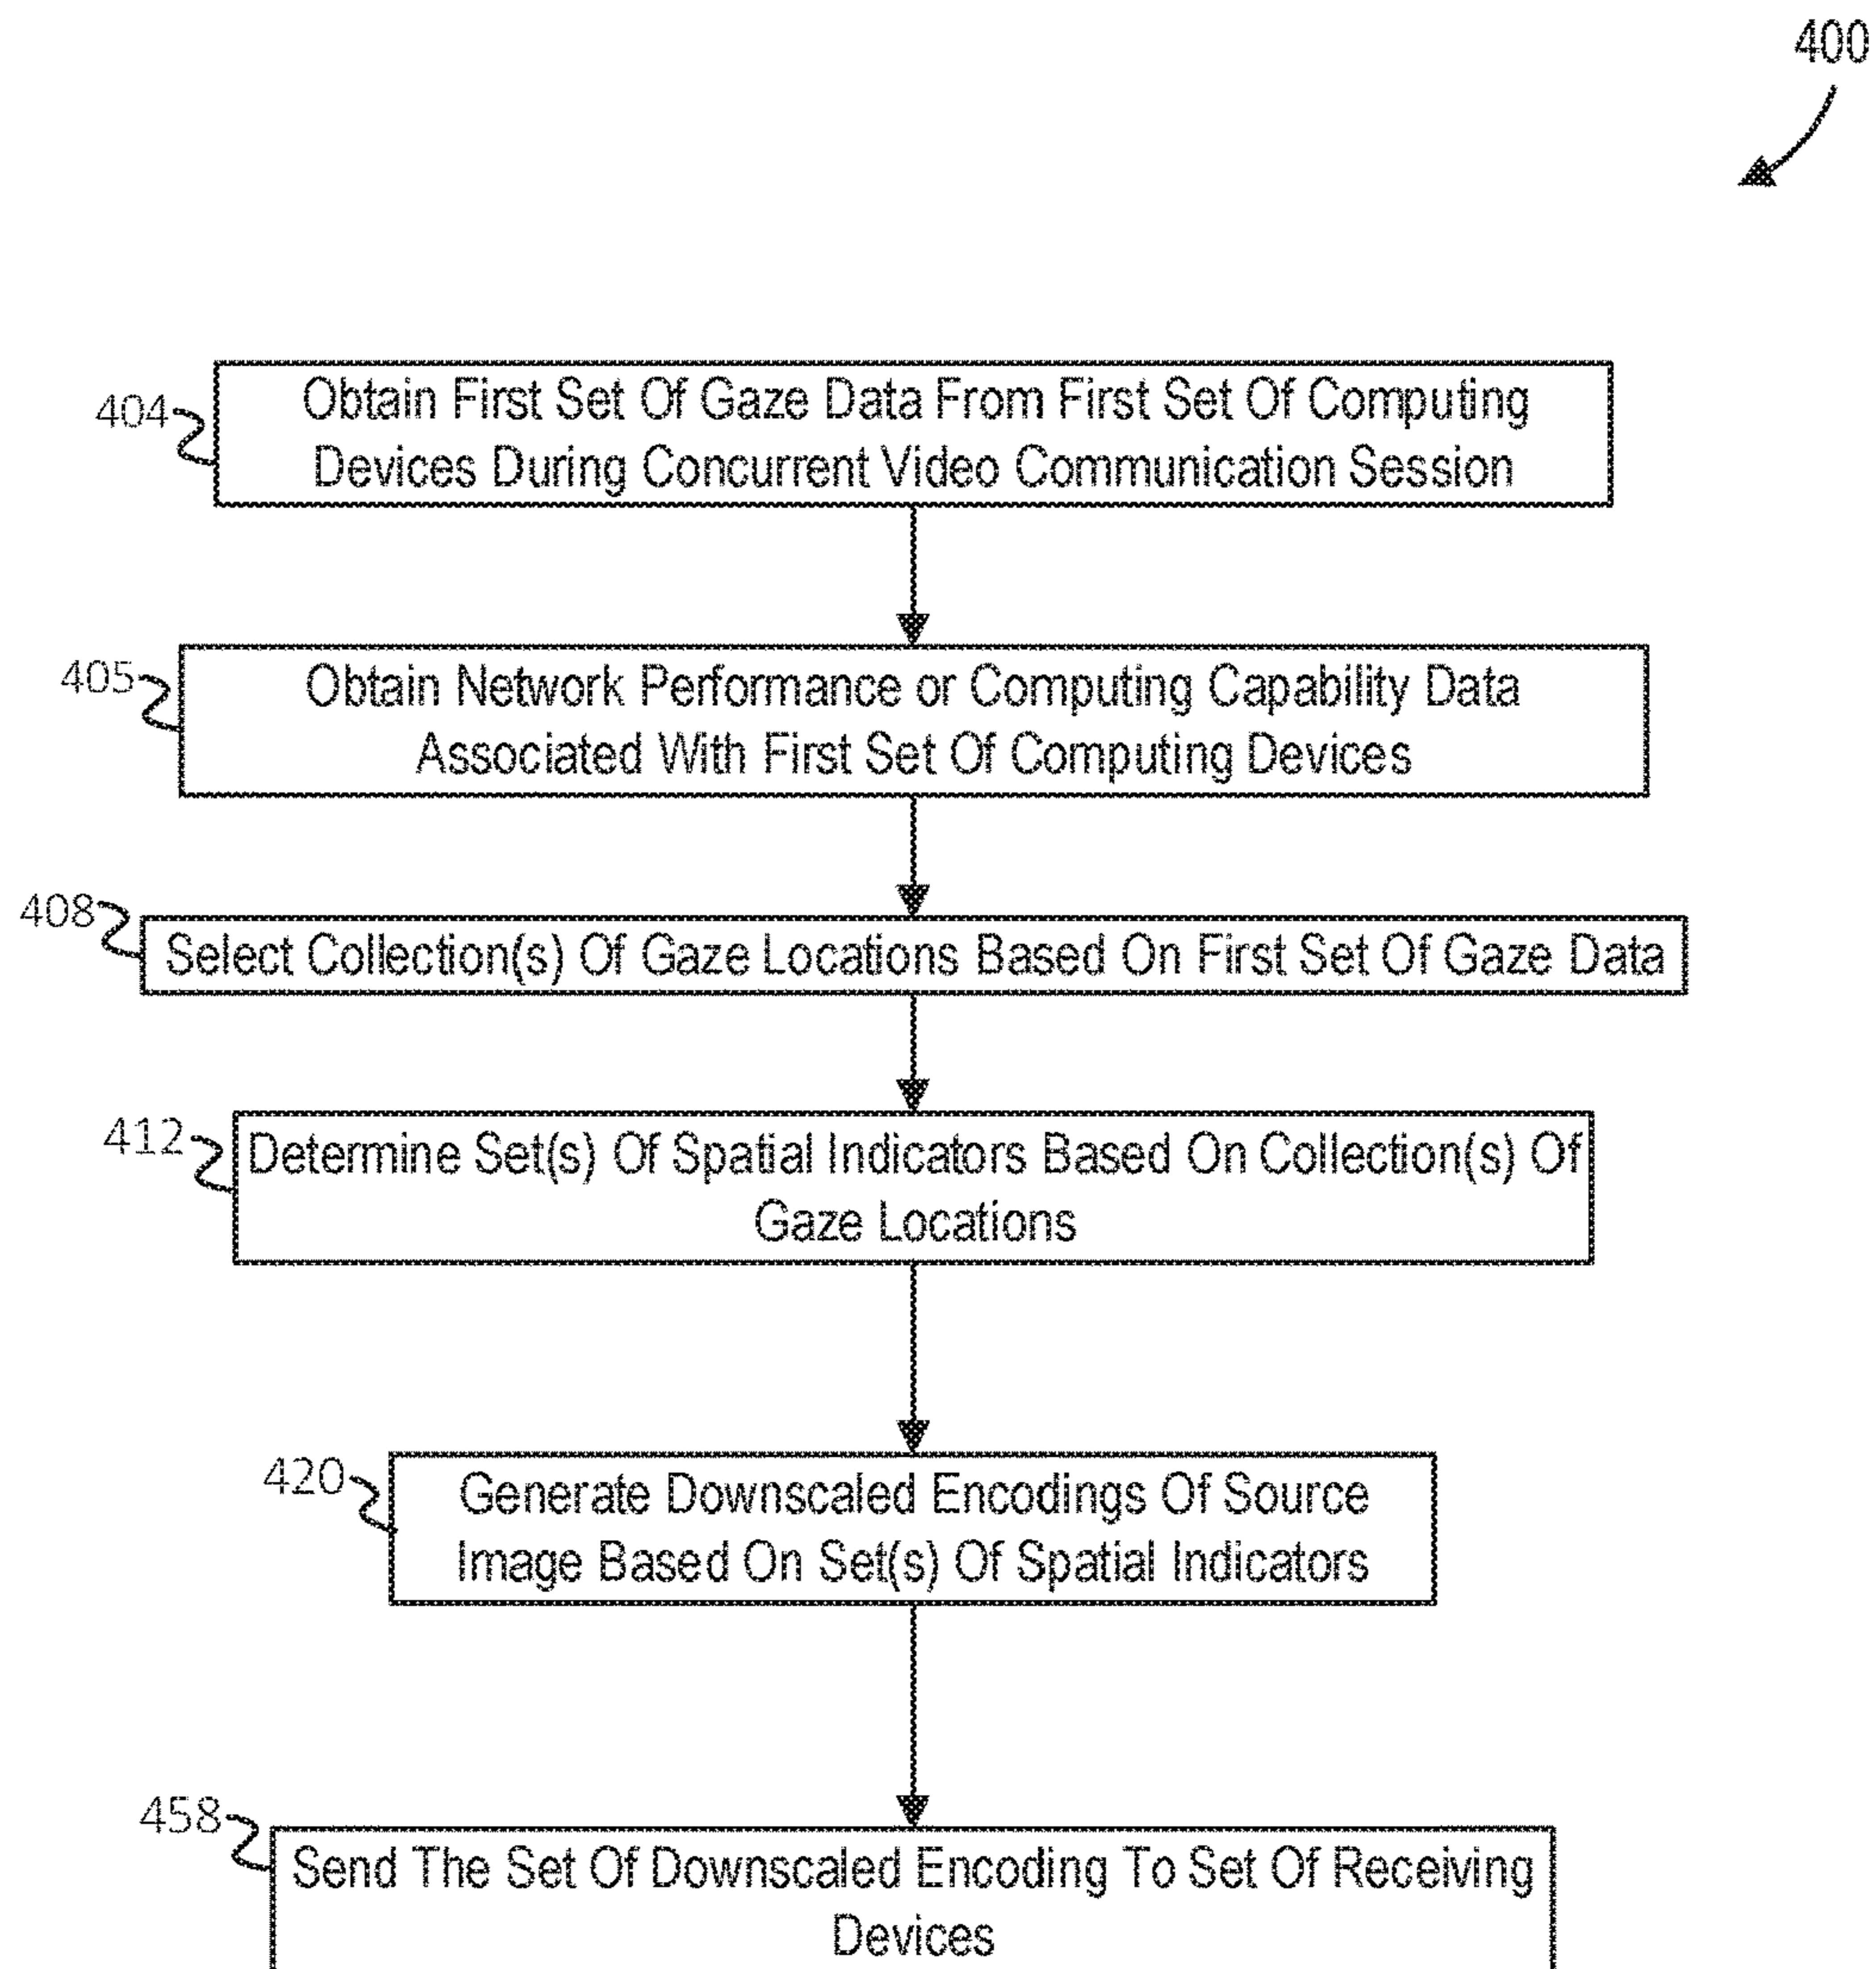 400
404
Obtain First Set Of Gaze Data From First Set Of Computing
Devices During Concurrent Video Communication Session
405
Obtain Network Performance or Computing Capability Data
Associated With First Set Of Computing Devices
408
Select Collection(s) Of Gaze Locations Based On First Set Of Gaze Data
412
Determine Set(s) Of Spatial Indicators Based On Collection(s) Of
Gaze Locations
420
Generate Downscaled Encodings Of Source
Image Based On Set(s) Of Spatial Indicators
458
Send The Set Of Downscaled Encoding To Set Of Receiving
Devices